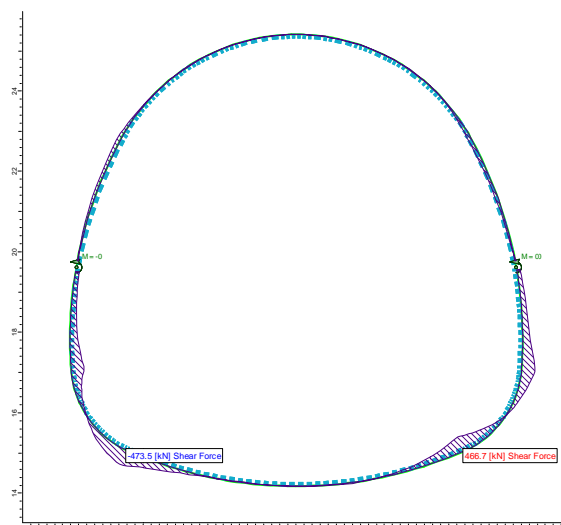 24
22
20
M = -0
M = 0
18
16
-473.5 [kN] Shear Force
466.7 [kN] Shear Force
14